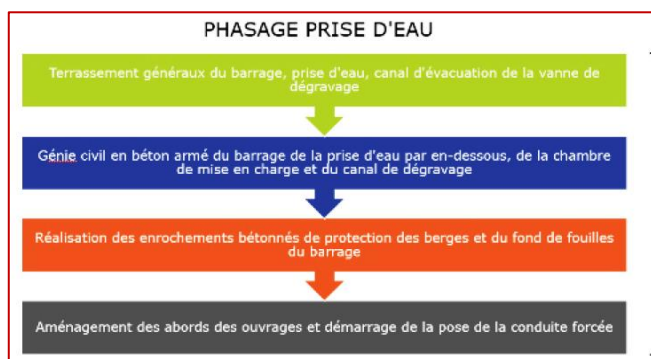 PHASAGE PRISE D'EAU
Terrassement généraux du barrage, prise d'eau, canal d'évacuation de la vanne de
dégravage
Génie civil en béton armé du barrage de la prise d'eau par en-dessous, de la chambre
de mise en charge et du canal de dégravage
Réalisation des enrochements bétonnés de protection des berges et du fond de fouilles
du barrage
Aménagement des abords des ouvrages et démarrage de la pose de la conduite forcée